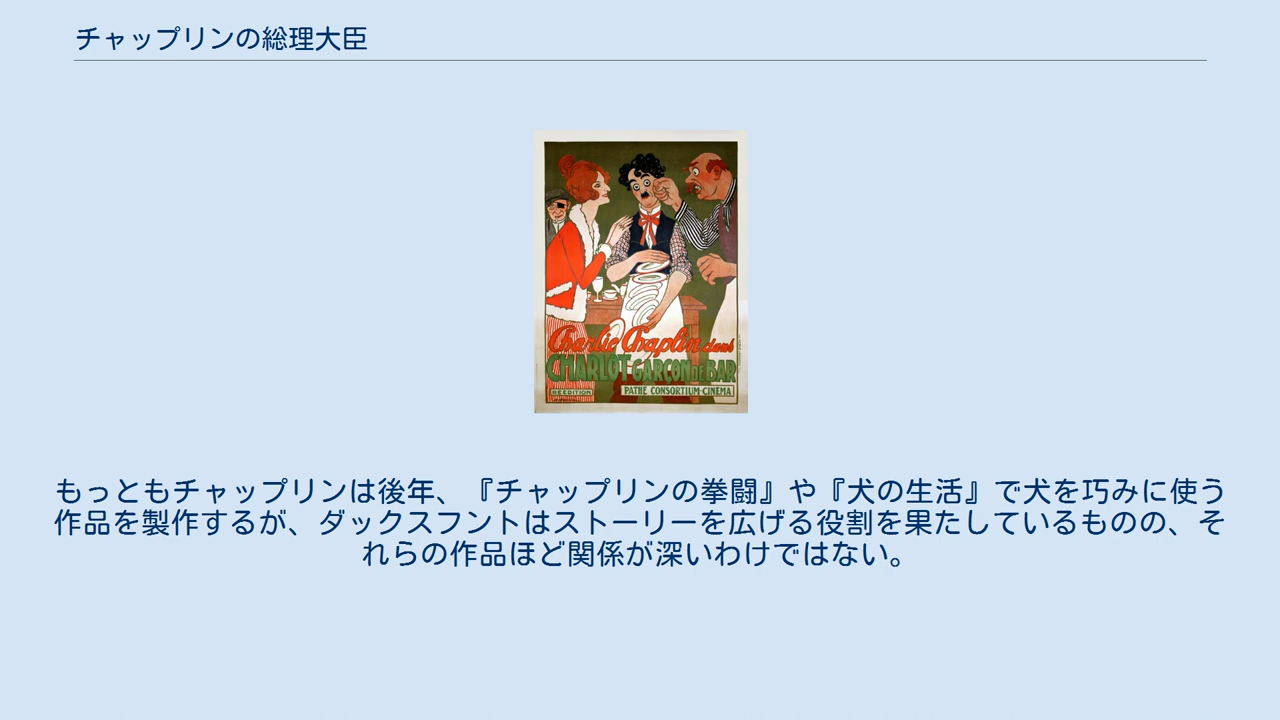 チャップリンの総理大臣
Charlie Chaplin dans
CHARLOT GARÇON DE BAR
RÉEDITION
PATHÉ CONSORTIUM-CINÉMA
もっともチャップリンは後年、『チャップリンの拳闘』や『犬の生活』で犬を巧みに使う
作品を製作するが、ダックスフントはストーリーを広げる役割を果たしているものの、そ
れらの作品ほど関係が深いわけではない。